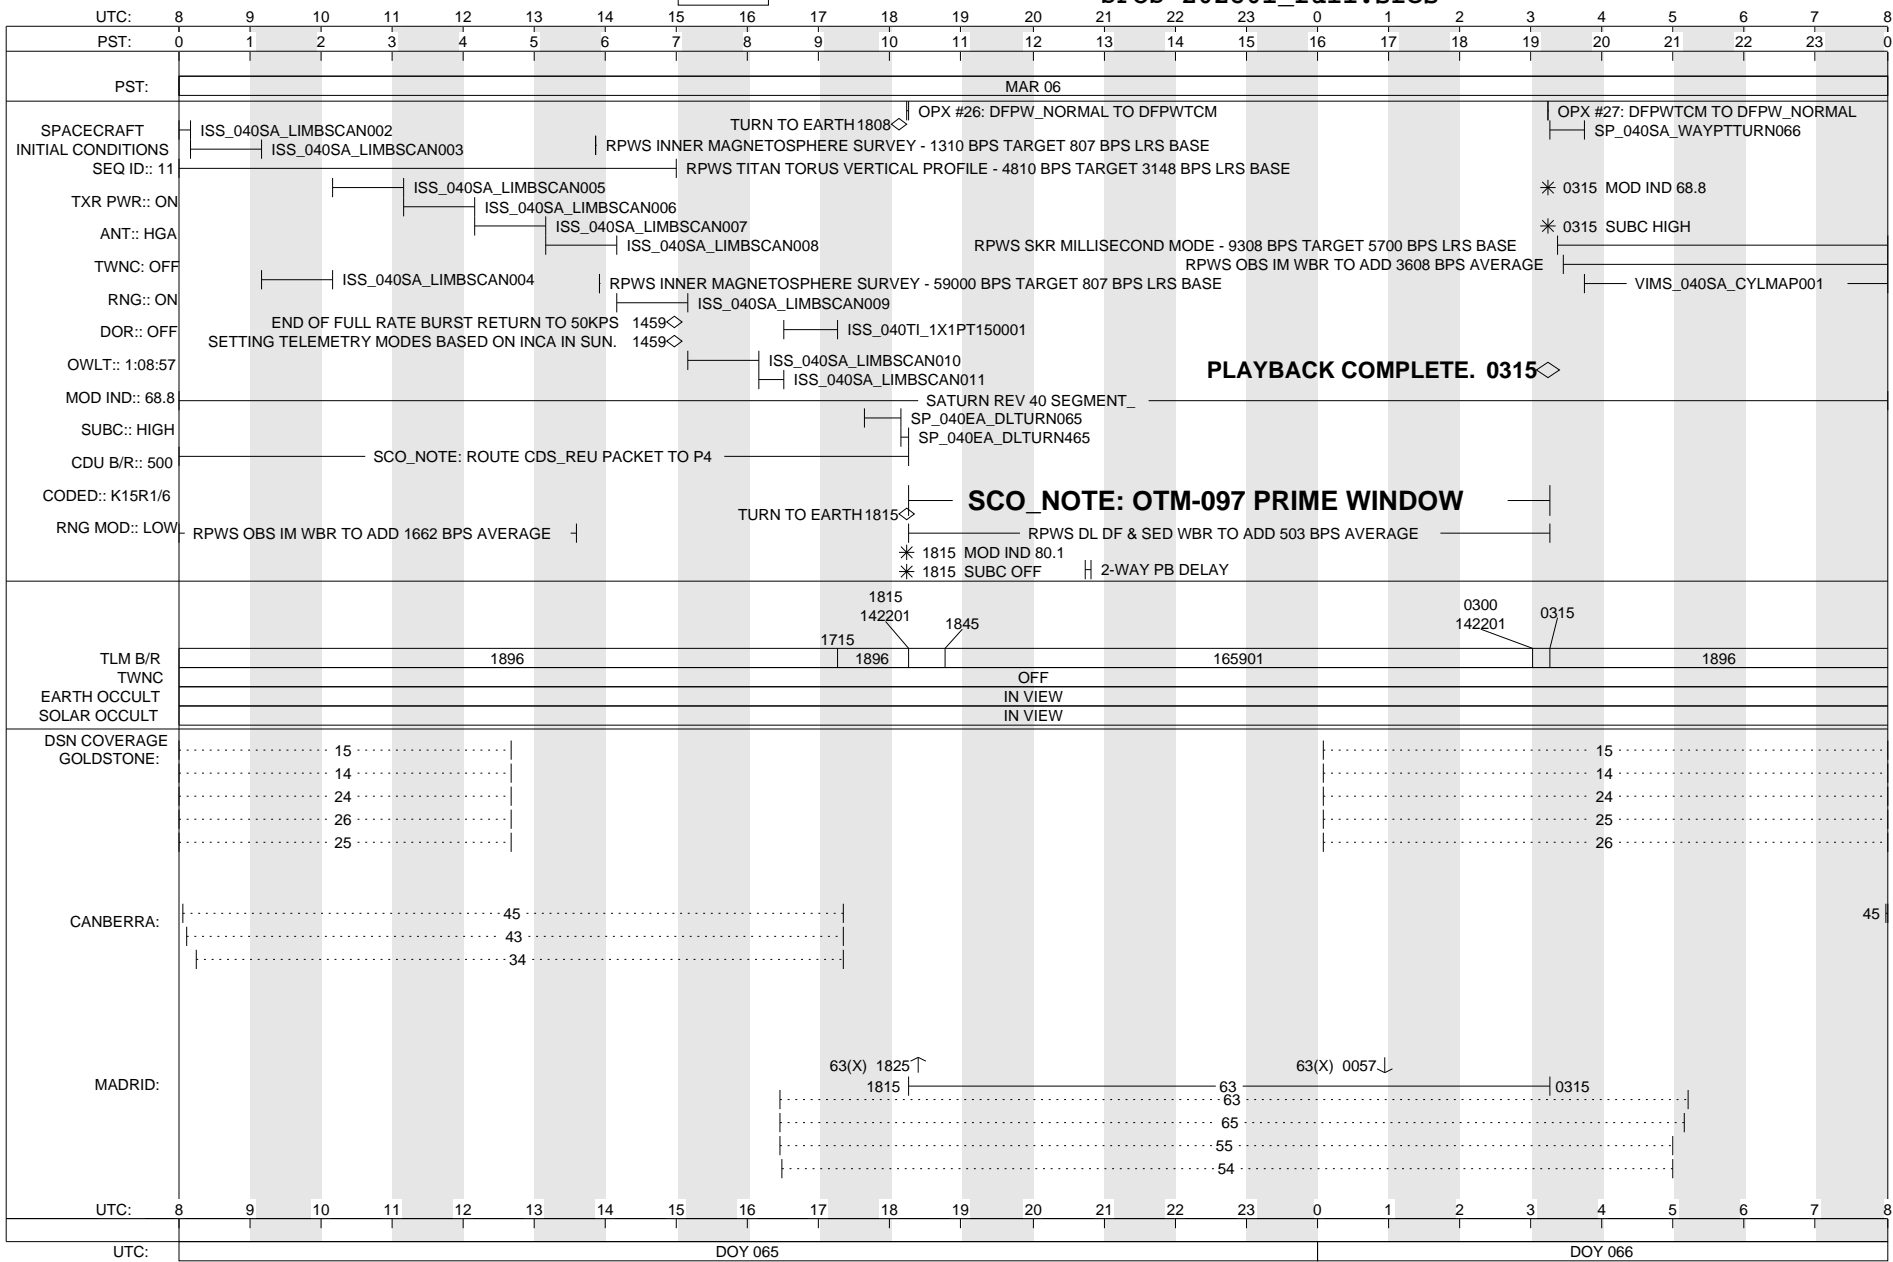 UTC: 8 9 10 11 12 13 14 15 16 17 18 19 20 21 22 23 0 1 2 3 4 5 6 7 8
PST: 0 1 2 3 4 5 6 7 8 9 10 11 12 13 14 15 16 17 18 19 20 21 22 23 0
PST: MAR 06
OPX #26: DFPW_NORMAL TO DFPWTCM
OPX #27: DFPWTCM TO DFPW_NORMAL
TURN TO EARTH 1808
SPACECRAFT
ISS_040SA_LIMBSCAN002
SP_040SA_WAYPTTURN066
INITIAL CONDITIONS
ISS_040SA_LIMBSCAN003
RPWS INNER MAGNETOSPHERE SURVEY - 1310 BPS TARGET 807 BPS LRS BASE
SEQ ID:: 11
RPWS TITAN TORUS VERTICAL PROFILE - 4810 BPS TARGET 3148 BPS LRS BASE
ISS_040SA_LIMBSCAN005
0315 MOD IND 68.8
TXR PWR:: ON
ISS_040SA_LIMBSCAN006
ISS_040SA_LIMBSCAN007
0315 SUBC HIGH
ANT:: HGA
ISS_040SA_LIMBSCAN008
RPWS SKR MILLISECOND MODE - 9308 BPS TARGET 5700 BPS LRS BASE
TWNC: OFF
RPWS OBS IM WBR TO ADD 3608 BPS AVERAGE
ISS_040SA_LIMBSCAN004
RPWS INNER MAGNETOSPHERE SURVEY - 59000 BPS TARGET 807 BPS LRS BASE
VIMS_040SA_CYLMAP001
RNG:: ON
ISS_040SA_LIMBSCAN009
END OF FULL RATE BURST RETURN TO 50KPS 1459
DOR:: OFF
ISS_040TI_1X1PT150001
SETTING TELEMETRY MODES BASED ON INCA IN SUN. 1459
OWLT:: 1:08:57
ISS_040SA_LIMBSCAN010
PLAYBACK COMPLETE. 0315
ISS_040SA_LIMBSCAN011
MOD IND:: 68.8
SATURN REV 40 SEGMENT_
SP_040EA_DLTURN065
SUBC:: HIGH
SP_040EA_DLTURN465
CDU B/R:: 500
SCO_NOTE: ROUTE CDS_REU PACKET TO P4
CODED:: K15R1/6
SCO_NOTE: OTM-097 PRIME WINDOW
TURN TO EARTH 1815
RNG MOD:: LOW
RPWS OBS IM WBR TO ADD 1662 BPS AVERAGE
RPWS DL DF & SED WBR TO ADD 503 BPS AVERAGE
1815 MOD IND 80.1
1815 SUBC OFF
2-WAY PB DELAY
1815
142201
1845
0300
142201
0315
1715
TLM B/R 1896 1896 165901 1896
TWNC OFF
EARTH OCCULT IN VIEW
SOLAR OCCULT IN VIEW
DSN COVERAGE
GOLDSTONE:
15 15
14 14
24 24
26 25
25 26
CANBERRA:
45 45
43
34
MADRID:
63(X) 1825
63(X) 0057
1815 63 0315
63
65
55
54
UTC: 8 9 10 11 12 13 14 15 16 17 18 19 20 21 22 23 0 1 2 3 4 5 6 7 8
UTC: DOY 065 DOY 066